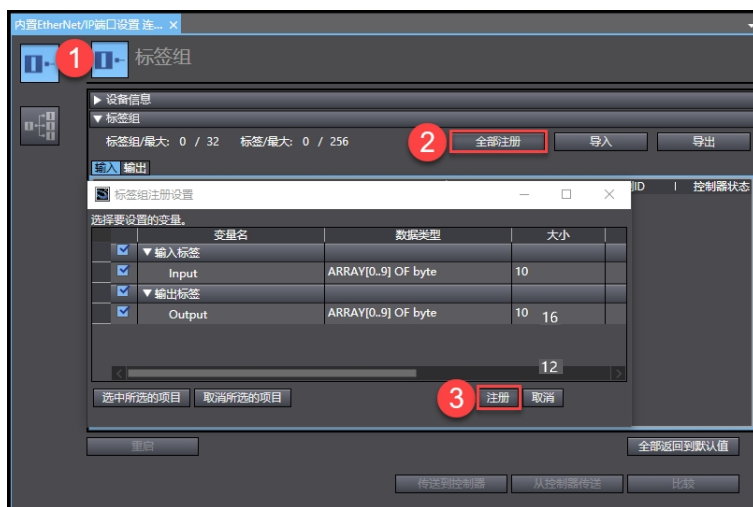 内置EtherNet/IP端口设置 连... ×
1 标签组
▶ 设备信息
▼ 标签组
标签组/最大: 0 / 32 标签/最大: 0 / 256 2 全部注册 导入 导出
输入 输出
ID 控制器状态
标签组注册设置
选择要设置的变量。
变量名 数据类型 大小
▼ 输入标签
Input ARRAY[0..9] OF byte 10
▼ 输出标签
Output ARRAY[0..9] OF byte 10 16
12
选中所选的项目 取消所选的项目 3 注册 取消
重启 全部返回到默认值
传送到控制器 从控制器传送 比较